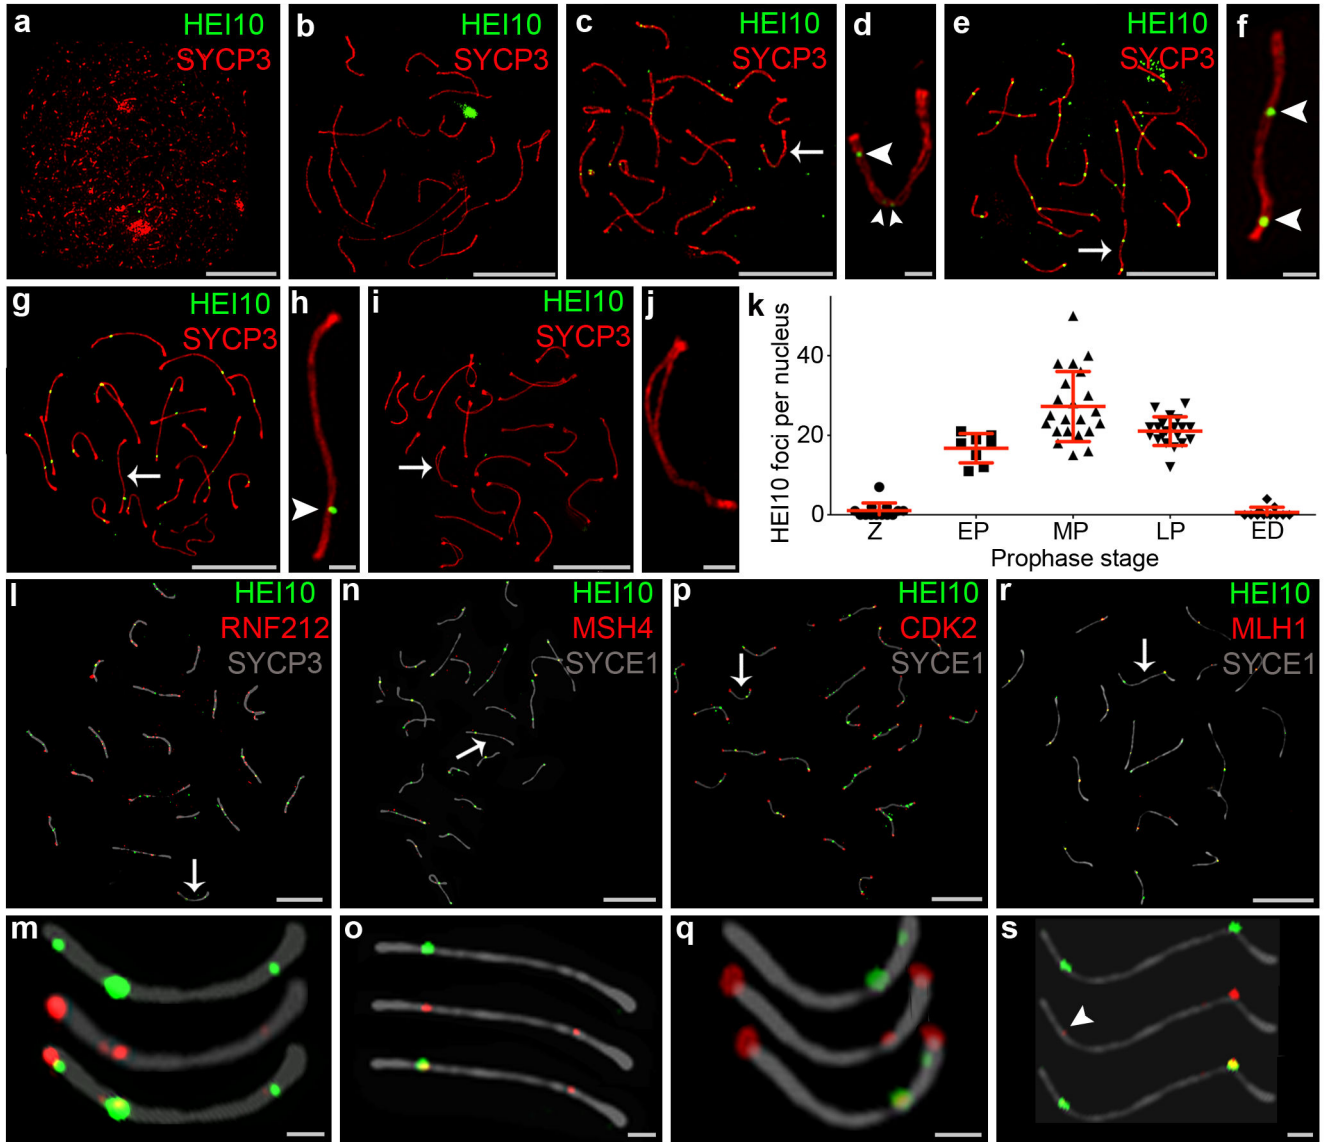 a HEI10
SYCP3
b HEI10
SYCP3
c HEI10
SYCP3
d
e HEI10
SYCP3
f
g HEI10
SYCP3
h
i HEI10
SYCP3
j
k
HEI10 foci per nucleus
40
20
0
Z EP MP LP ED
Prophase stage
l HEI10
RNF212
SYCP3
n HEI10
MSH4
SYCE1
p HEI10
CDK2
SYCE1
r HEI10
MLH1
SYCE1
m
o
q
s